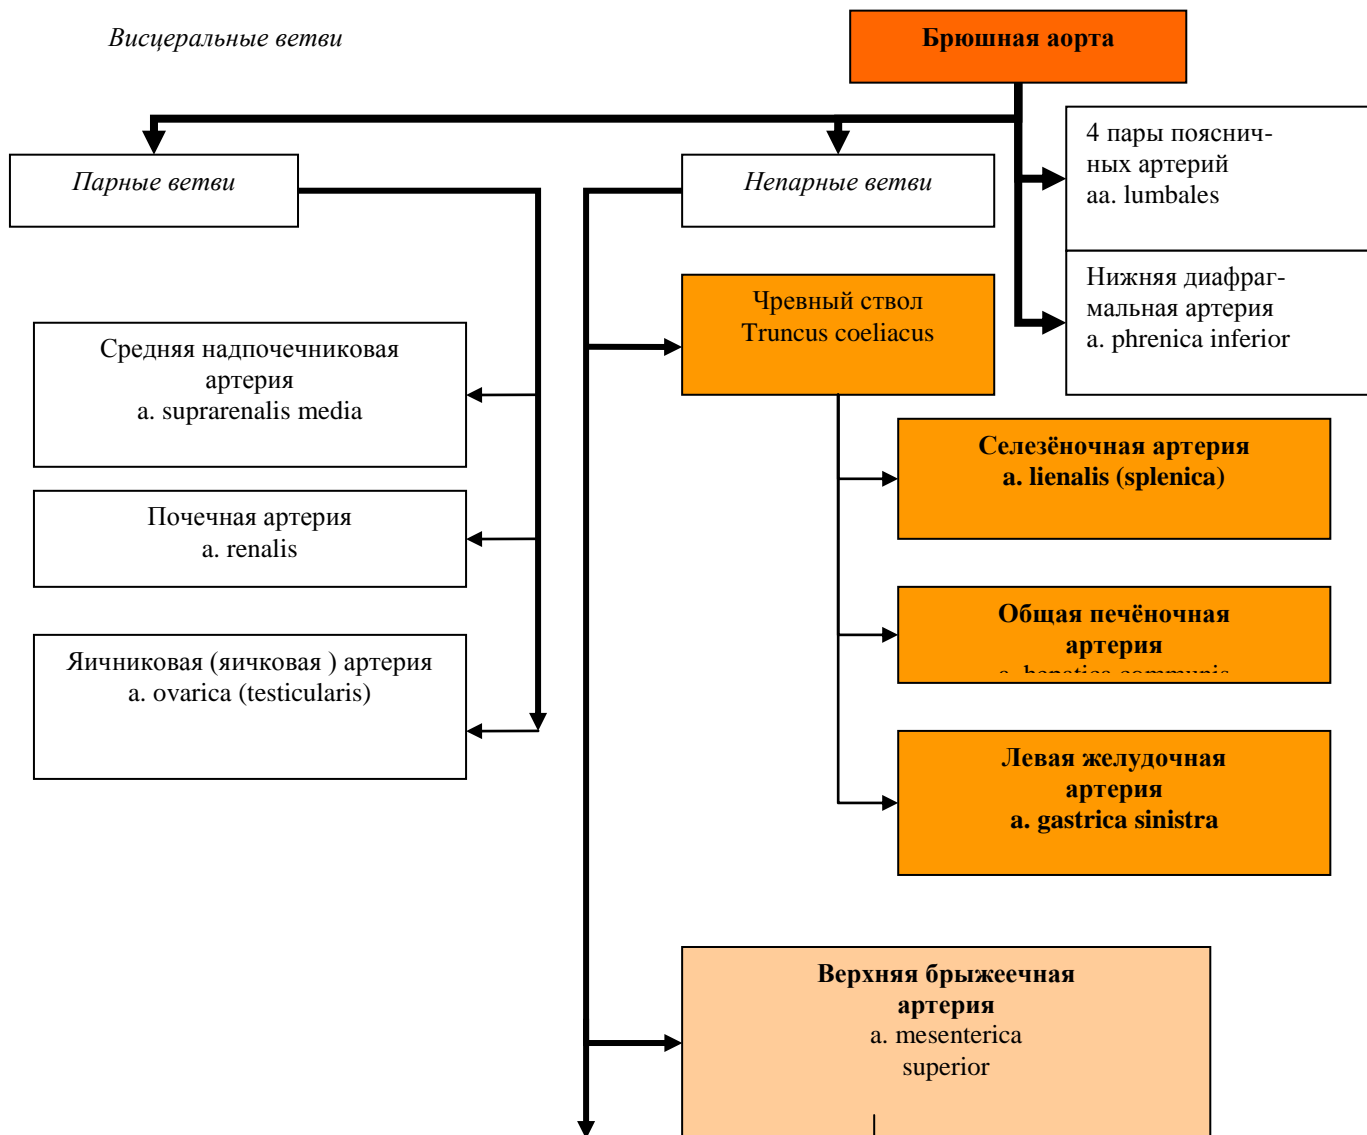 Висцеральные ветви
Брюшная аорта
4 пары пояснич-
ных артерий
aa. lumbales
Парные ветви
Непарные ветви
Нижняя диафраг-
мальная артерия
a. phrenica inferior
Чревный ствол
Truncus coeliacus
Средняя надпочечниковая
артерия
a. suprarenalis media
Селезёночная артерия
a. lienalis (splenica)
Почечная артерия
a. renalis
Общая печёночная
артерия
a. hepatica communis
Яичниковая (яичковая ) артерия
a. ovarica (testicularis)
Левая желудочная
артерия
a. gastrica sinistra
Верхняя брыжеечная
артерия
a. mesenterica
superior